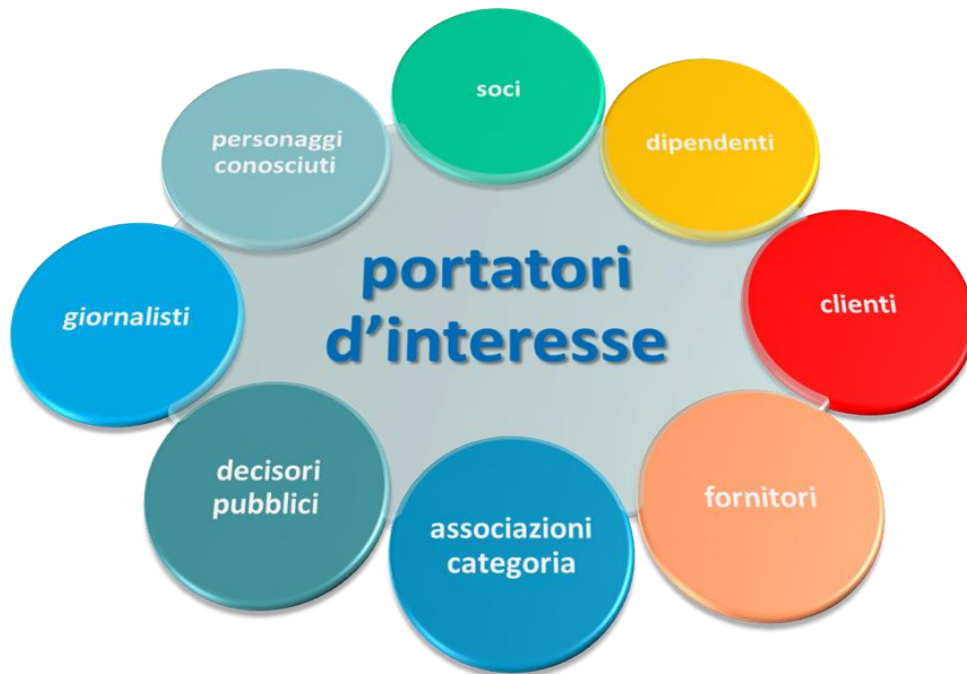 soci
dipendenti
clienti
fornitori
associazioni
categoria
decisori
pubblici
giornalisti
personaggi
conosciuti
portatori
d’interesse